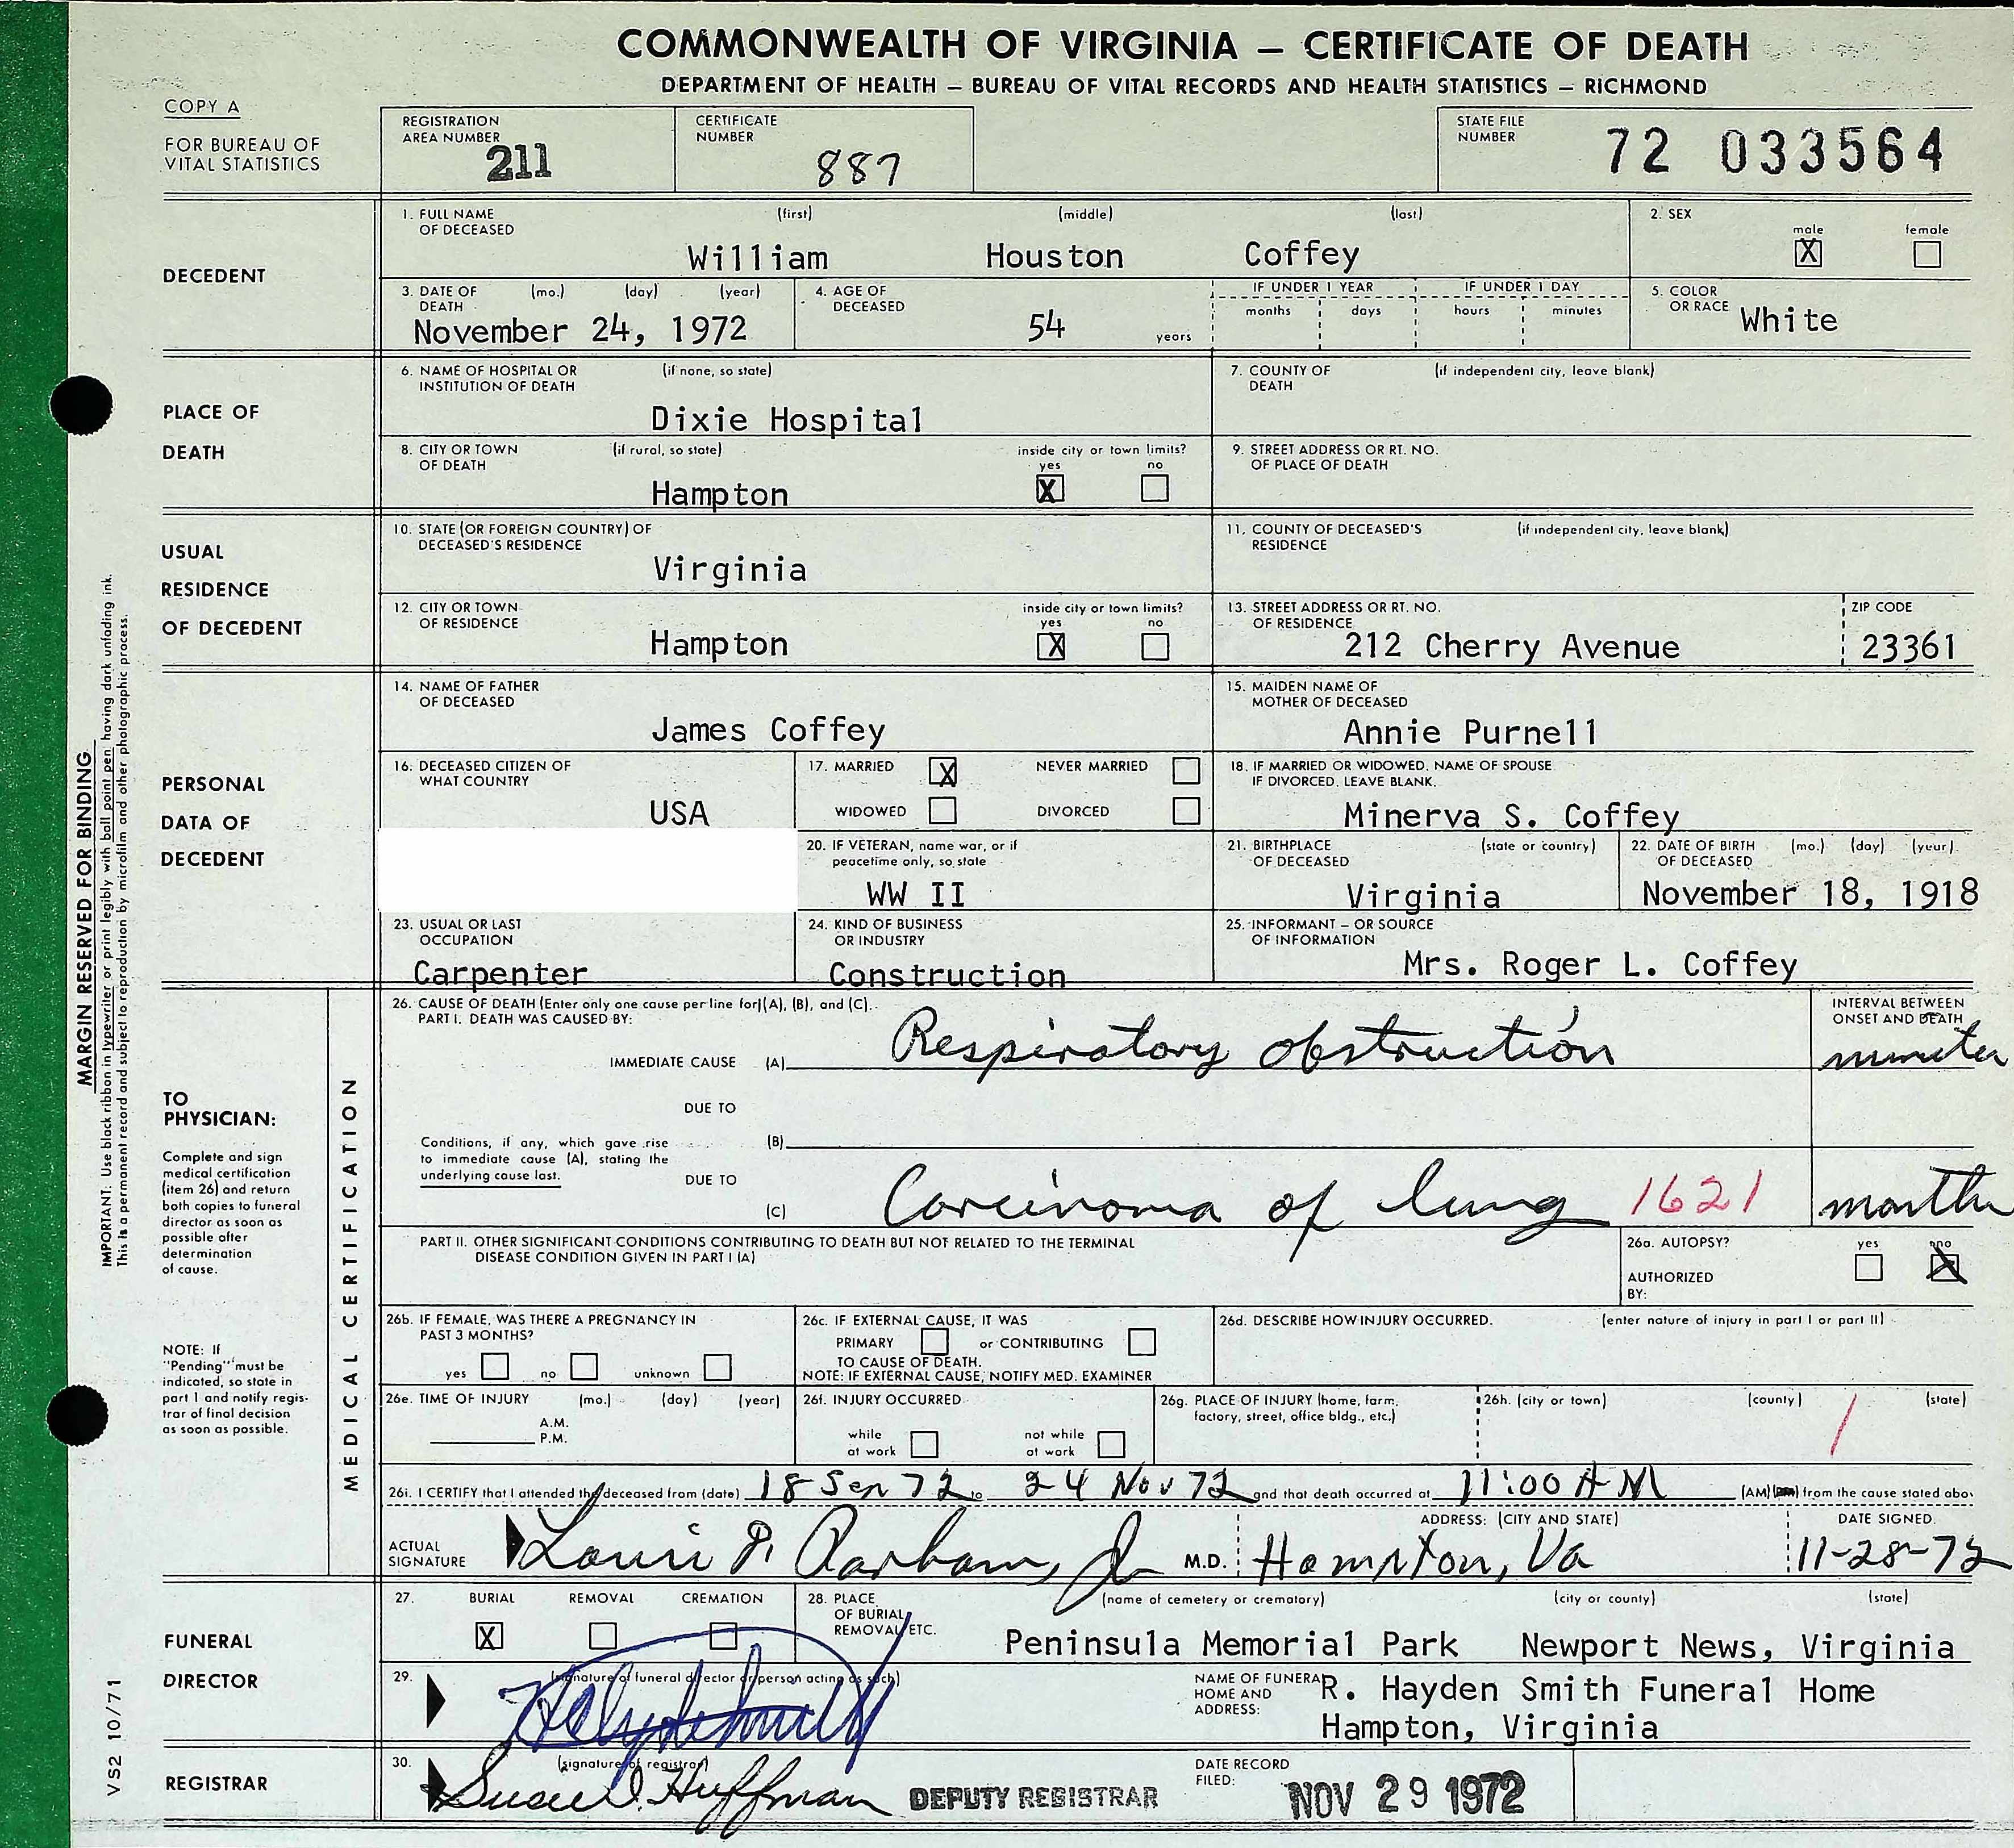 COMMONWEALTH OF VIRGINIA — CERTIFICATE OF DEATH
DEPARTMENT OF HEALTH — BUREAU OF VITAL RECORDS AND HEALTH STATISTICS — RICHMOND
COPY A
FOR BUREAU OF
VITAL STATISTICS
REGISTRATION
AREA NUMBER
211
CERTIFICATE
NUMBER
887
STATE FILE
NUMBER
72 033564
DECEDENT
1. FULL NAME (first) (middle) (last)
OF DECEASED
William Houston Coffey
2. SEX
male female
X
3. DATE OF (mo.) (day) (year)
DEATH
November 24, 1972
4. AGE OF
DECEASED
54 years
IF UNDER 1 YEAR IF UNDER 1 DAY
months days hours minutes
5. COLOR
OR RACE White
PLACE OF
DEATH
6. NAME OF HOSPITAL OR (if none, so state)
INSTITUTION OF DEATH
Dixie Hospital
7. COUNTY OF (if independent city, leave blank)
DEATH
8. CITY OR TOWN (if rural, so state) inside city or town limits?
OF DEATH yes no
Hampton X
9. STREET ADDRESS OR RT. NO.
OF PLACE OF DEATH
USUAL
RESIDENCE
OF DECEDENT
10. STATE (OR FOREIGN COUNTRY) OF
DECEASED'S RESIDENCE
Virginia
11. COUNTY OF DECEASED'S (if independent city, leave blank)
RESIDENCE
12. CITY OR TOWN inside city or town limits?
OF RESIDENCE yes no
Hampton X
13. STREET ADDRESS OR RT. NO.
OF RESIDENCE
212 Cherry Avenue
ZIP CODE
23361
PERSONAL
DATA OF
DECEDENT
14. NAME OF FATHER
OF DECEASED
James Coffey
15. MAIDEN NAME OF
MOTHER OF DECEASED
Annie Purnell
16. DECEASED CITIZEN OF
WHAT COUNTRY
USA
17. MARRIED X NEVER MARRIED
WIDOWED DIVORCED
18. IF MARRIED OR WIDOWED, NAME OF SPOUSE
IF DIVORCED, LEAVE BLANK.
Minerva S. Coffey
20. IF VETERAN, name war, or if
peacetime only, so state
WW II
21. BIRTHPLACE (state or country)
OF DECEASED
Virginia
22. DATE OF BIRTH (mo.) (day) (year)
OF DECEASED
November 18, 1918
23. USUAL OR LAST
OCCUPATION
Carpenter
24. KIND OF BUSINESS
OR INDUSTRY
Construction
25. INFORMANT — OR SOURCE
OF INFORMATION
Mrs. Roger L. Coffey
MARGIN RESERVED FOR BINDING
IMPORTANT: Use black ribbon in typewriter or print legibly with ball point pen having dark unfading ink.
This is a permanent record and subject to reproduction by microfilm and other photographic process.
TO
PHYSICIAN:
Complete and sign
medical certification
(item 26) and return
both copies to funeral
director as soon as
possible after
determination
of cause.
NOTE: If
"Pending" must be
indicated, so state in
part 1 and notify regis-
trar of final decision
as soon as possible.
MEDICAL CERTIFICATION
26. CAUSE OF DEATH (Enter only one cause per line for (A), (B), and (C).
PART I. DEATH WAS CAUSED BY:
INTERVAL BETWEEN
ONSET AND DEATH
IMMEDIATE CAUSE (A) Respiratory obstruction minutes
DUE TO
Conditions, if any, which gave rise (B)
to immediate cause (A), stating the
underlying cause last.
DUE TO
(C) Carcinoma of lung 1621 months
PART II. OTHER SIGNIFICANT CONDITIONS CONTRIBUTING TO DEATH BUT NOT RELATED TO THE TERMINAL
DISEASE CONDITION GIVEN IN PART I (A)
26a. AUTOPSY? yes no
X
AUTHORIZED
BY:
26b. IF FEMALE, WAS THERE A PREGNANCY IN
PAST 3 MONTHS?
yes no unknown
26c. IF EXTERNAL CAUSE, IT WAS
PRIMARY or CONTRIBUTING
TO CAUSE OF DEATH.
NOTE: IF EXTERNAL CAUSE, NOTIFY MED. EXAMINER
26d. DESCRIBE HOW INJURY OCCURRED. (enter nature of injury in part I or part II)
26e. TIME OF INJURY (mo.) (day) (year)
A.M.
P.M.
26f. INJURY OCCURRED
while not while
at work at work
26g. PLACE OF INJURY (home, farm,
factory, street, office bldg., etc.)
26h. (city or town) (county) (state)
26i. I CERTIFY that I attended the deceased from (date) 18 Sep 72 to 24 Nov 72 and that death occurred at 11:00 AM (AM) from the cause stated abo
ACTUAL
SIGNATURE
M.D.
ADDRESS: (CITY AND STATE)
Hampton, Va
DATE SIGNED.
11-28-72
FUNERAL
DIRECTOR
27. BURIAL REMOVAL CREMATION
X
28. PLACE
OF BURIAL,
REMOVAL, ETC.
(name of cemetery or crematory) (city or county) (state)
Peninsula Memorial Park Newport News, Virginia
29. (signature of funeral director or person acting as such)
NAME OF FUNERAL
HOME AND
ADDRESS:
R. Hayden Smith Funeral Home
Hampton, Virginia
VS2 10/71
REGISTRAR
30. (signature of registrar)
Huffman DEPUTY REGISTRAR
DATE RECORD
FILED:
NOV 29 1972